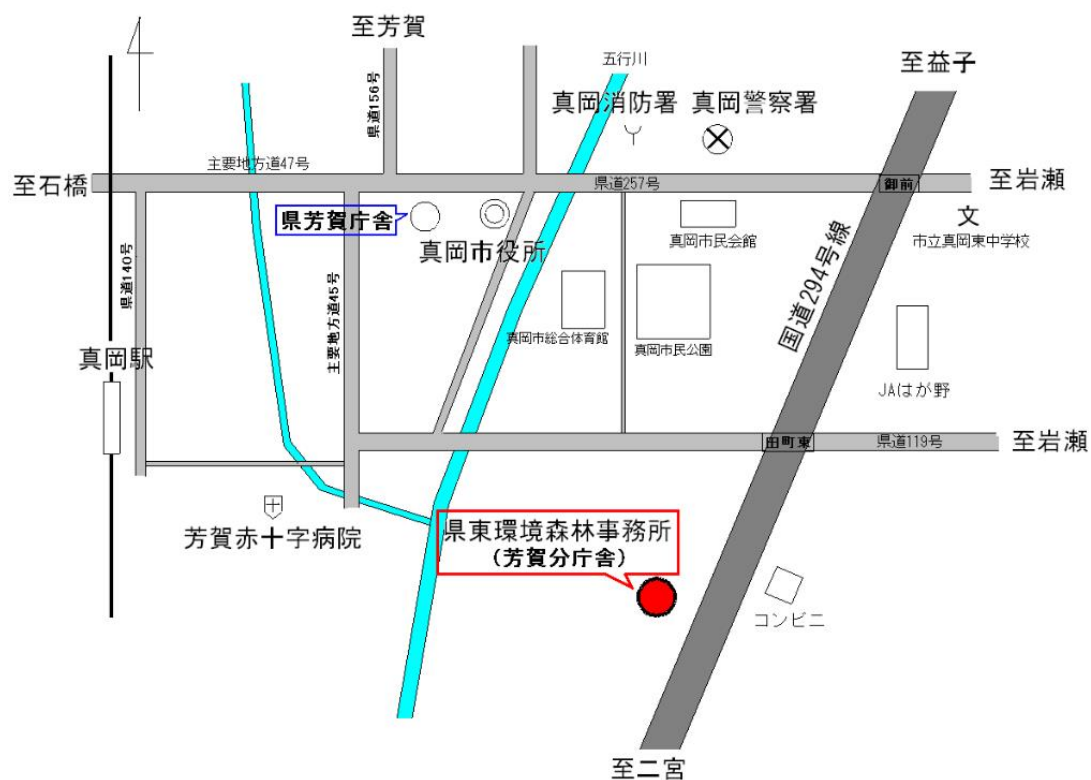 至芳賀
五行川
至益子
県道156号
真岡消防署
真岡警察署
主要地方道47号
至石橋
県道257号
御前
至岩瀬
県芳賀庁舎
真岡市役所
真岡市民会館
文
市立真岡東中学校
県道140号
主要地方道45号
国道294号線
真岡市総合体育館
真岡市民公園
真岡駅
JAはが野
田町東
県道119号
至岩瀬
芳賀赤十字病院
県東環境森林事務所
(芳賀分庁舎)
コンビニ
至二宮